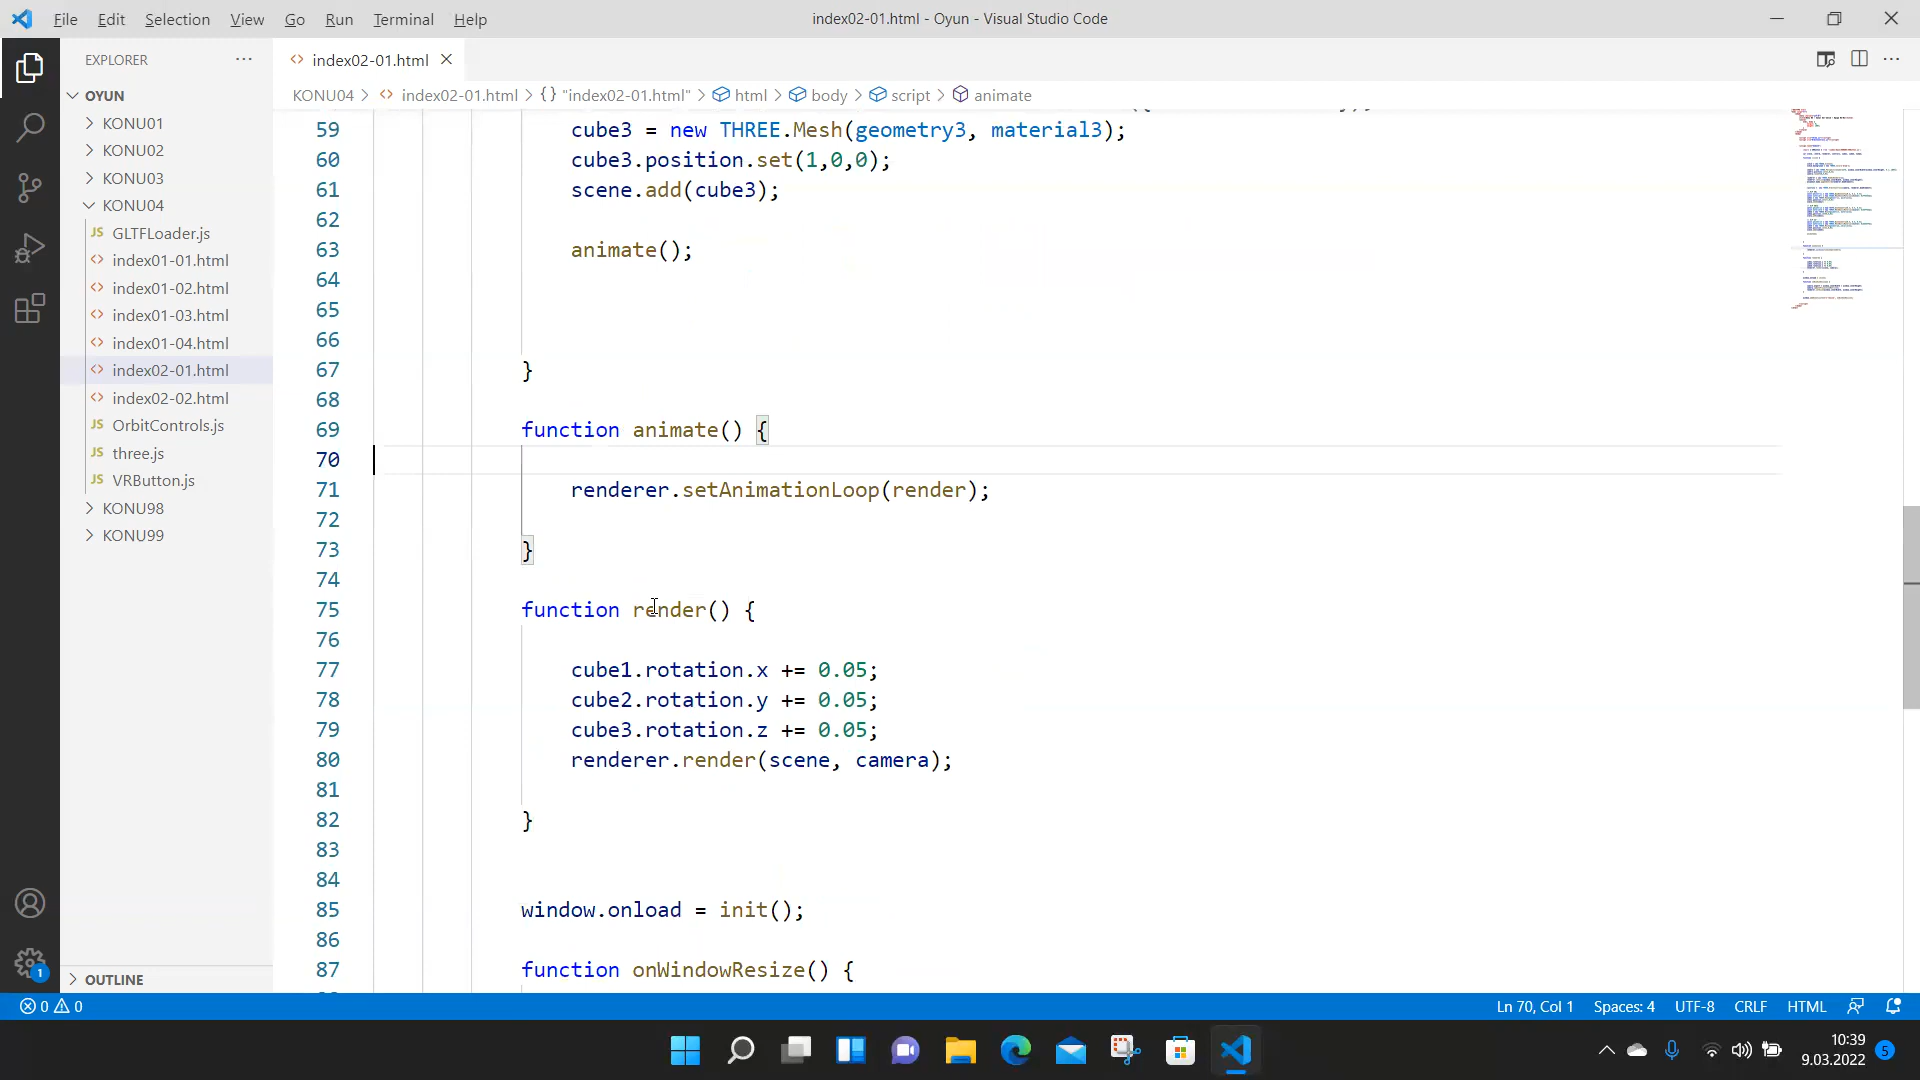 File Edit Selection View Go Run Terminal Help
index02-01.html - Oyun - Visual Studio Code
EXPLORER
OYUN
KONU01
KONU02
KONU03
KONU04
JS GLTFLoader.js
index01-01.html
index01-02.html
index01-03.html
index01-04.html
index02-01.html
index02-02.html
JS OrbitControls.js
JS three.js
JS VRButton.js
KONU98
KONU99
OUTLINE
index02-01.html
KONU04 > index02-01.html > {} "index02-01.html" > html > body > script > animate
59 cube3 = new THREE.Mesh(geometry3, material3);
60 cube3.position.set(1,0,0);
61 scene.add(cube3);
62
63 animate();
64
65
66
67 }
68
69 function animate() {
70
71 renderer.setAnimationLoop(render);
72
73 }
74
75 function render() {
76
77 cube1.rotation.x += 0.05;
78 cube2.rotation.y += 0.05;
79 cube3.rotation.z += 0.05;
80 renderer.render(scene, camera);
81
82 }
83
84
85 window.onload = init();
86
87 function onWindowResize() {
1
0 0
Ln 70, Col 1 Spaces: 4 UTF-8 CRLF HTML
10:39
9.03.2022 5